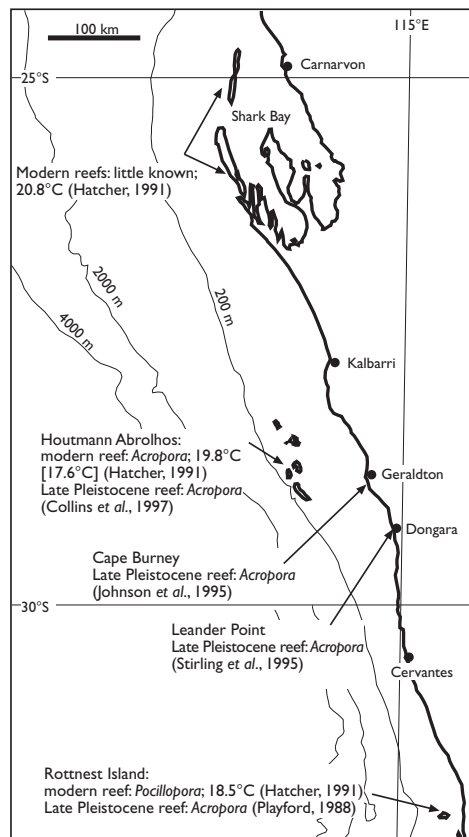 100 km
115°E
Carnarvon
25°S
Shark Bay
Modern reefs: little known;
20.8°C (Hatcher, 1991)
2000 m
200 m
4000 m
Kalbarri
Houtmann Abrolhos:
modern reef: Acropora; 19.8°C
[17.6°C] (Hatcher, 1991)
Late Pleistocene reef: Acropora
(Collins et al., 1997)
Geraldton
Dongara
Cape Burney
Late Pleistocene reef: Acropora
(Johnson et al., 1995)
30°S
Leander Point
Late Pleistocene reef: Acropora
(Stirling et al., 1995)
Cervantes
Rottnest Island:
modern reef: Pocillopora; 18.5°C (Hatcher, 1991)
Late Pleistocene reef: Acropora (Playford, 1988)